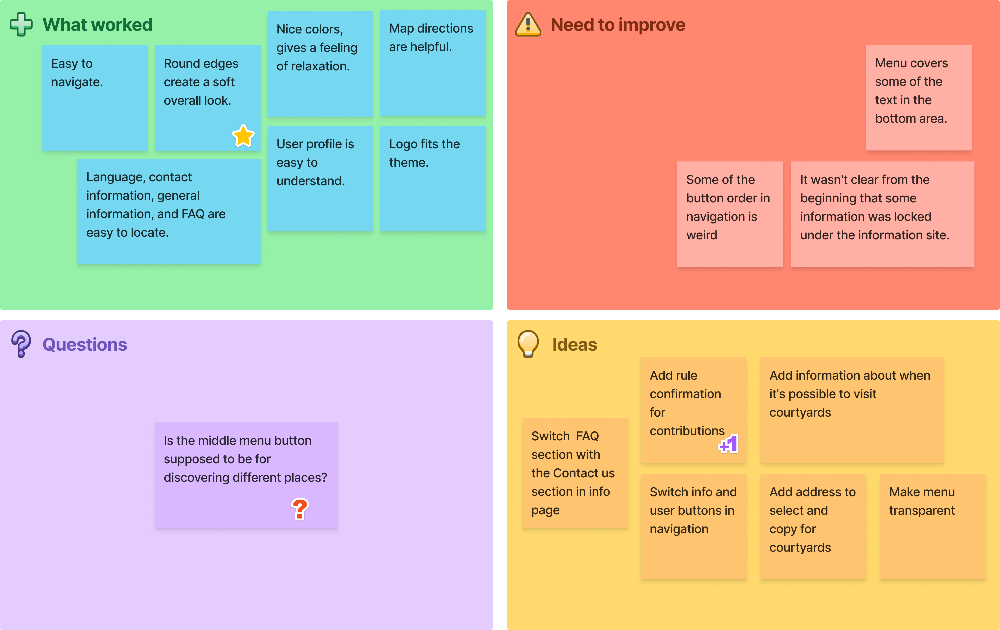 What worked
Easy to
navigate.
Round edges
create a soft
overall look.
Nice colors,
gives a feeling
of relaxation.
Map directions
are helpful.
Language, contact
information, general
information, and FAQ are
easy to locate.
User profile is
easy to
understand.
Logo fits the
theme.
Need to improve
Menu covers
some of the
text in the
bottom area.
Some of the
button order in
navigation is
weird
It wasn't clear from the
beginning that some
information was locked
under the information site.
Questions
Is the middle menu button
supposed to be for
discovering different places?
?
Ideas
Switch  FAQ
section with
the Contact us
section in info
page
Add rule
confirmation
for
contributions
+1
Add information about when
it's possible to visit
courtyards
Switch info and
user buttons in
navigation
Add address to
select and
copy for
courtyards
Make menu
transparent